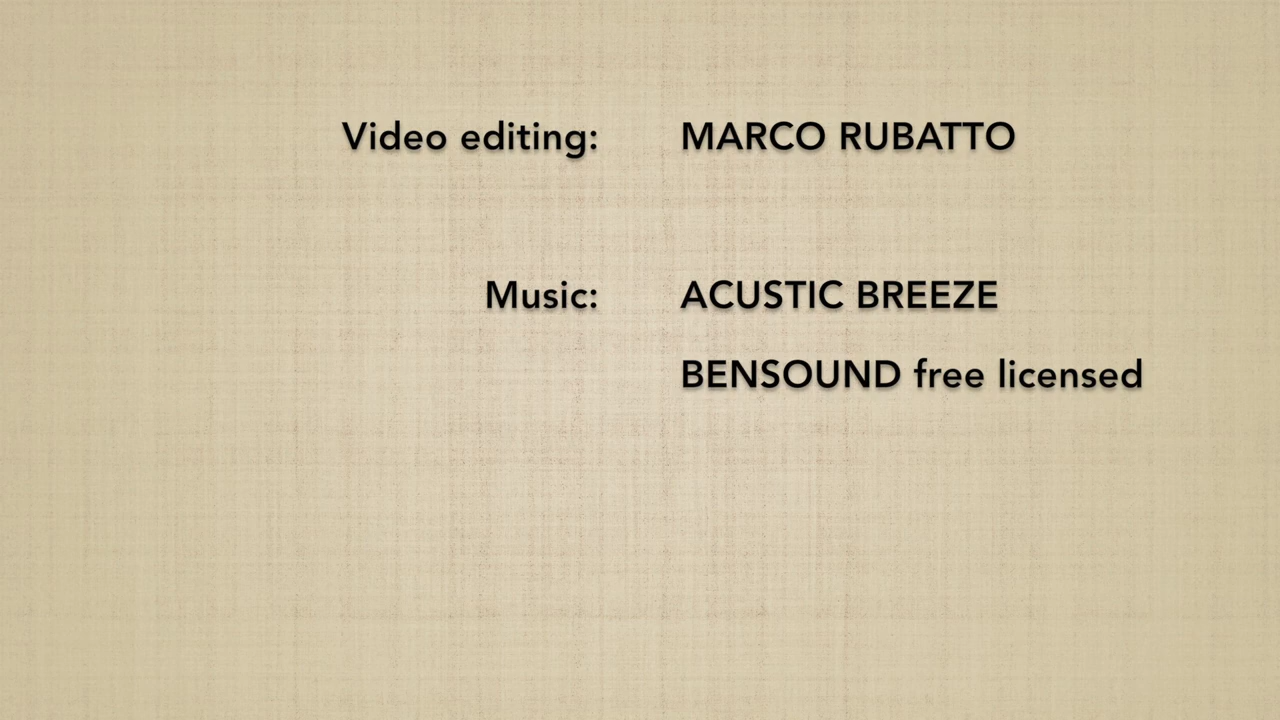 Video editing: MARCO RUBATTO
Music: ACUSTIC BREEZE
BENSOUND free licensed